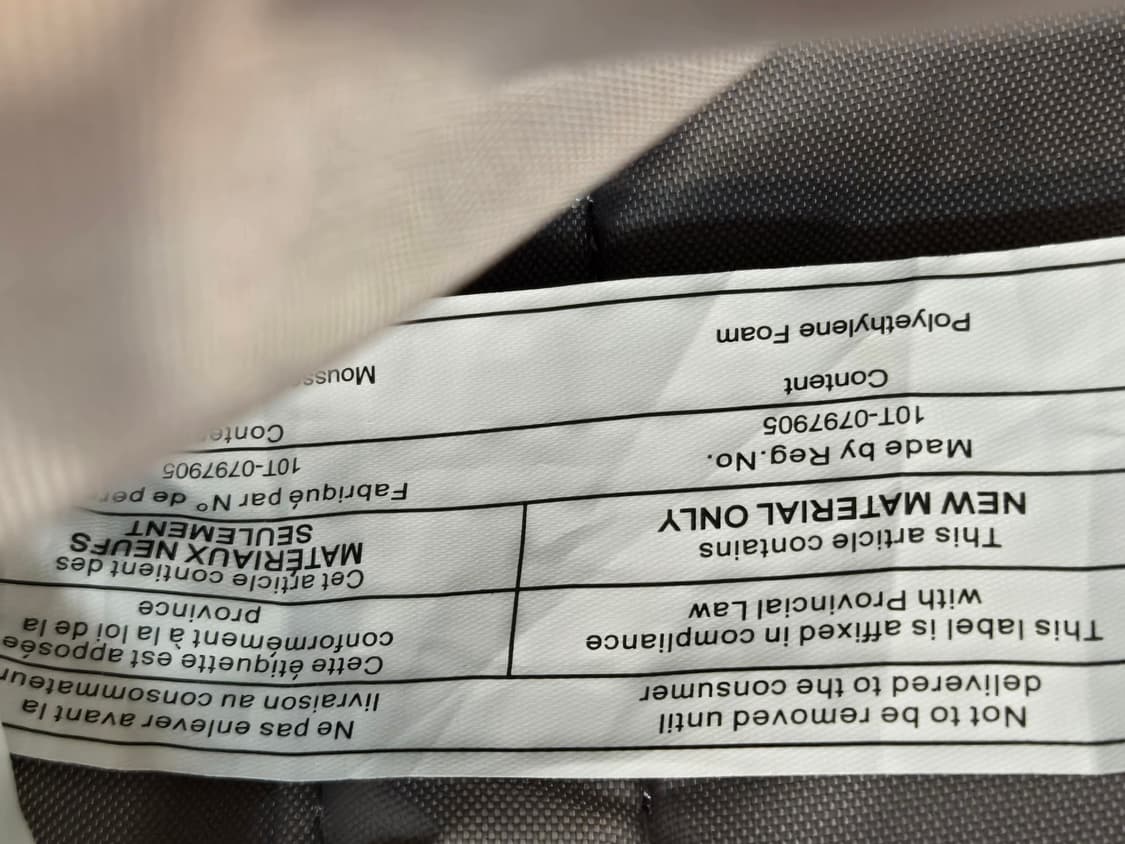 Not to be removed until
delivered to the consumer
This label is affixed in compliance
with Provincial Law
This article contains
NEW MATERIAL ONLY
Made by Reg.No.
10T-0797905
Content
Polyethylene Foam
Ne pas enlever avant la
livraison au consommateur
Cette étiquette est apposée
conformément à la loi de la
province
Cet article contient des
MATÉRIAUX NEUFS
SEULEMENT
Fabriqué par Nº de
10T-0797905